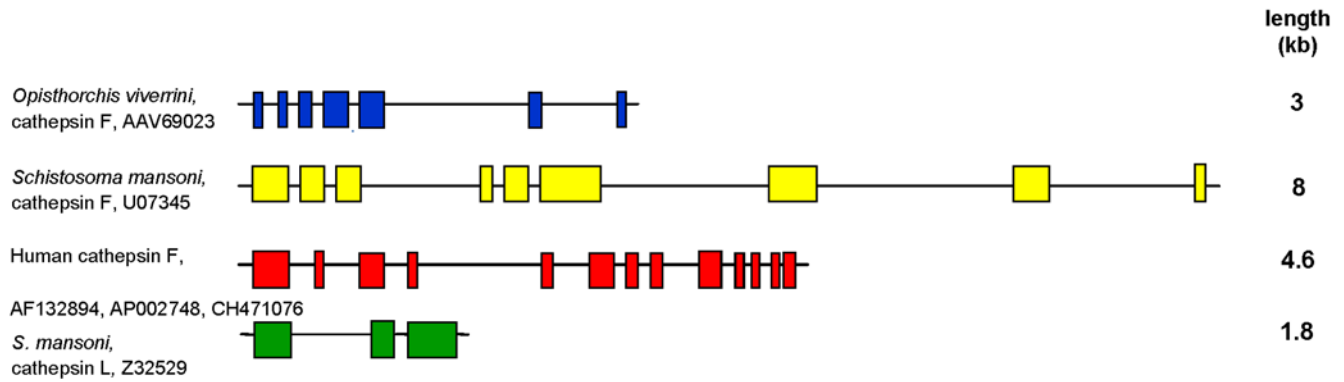 length
(kb)
Opisthorchis viverrini,
cathepsin F, AAV69023
3
Schistosoma mansoni,
cathepsin F, U07345
8
Human cathepsin F,
4.6
AF132894, AP002748, CH471076
S. mansoni,
cathepsin L, Z32529
1.8